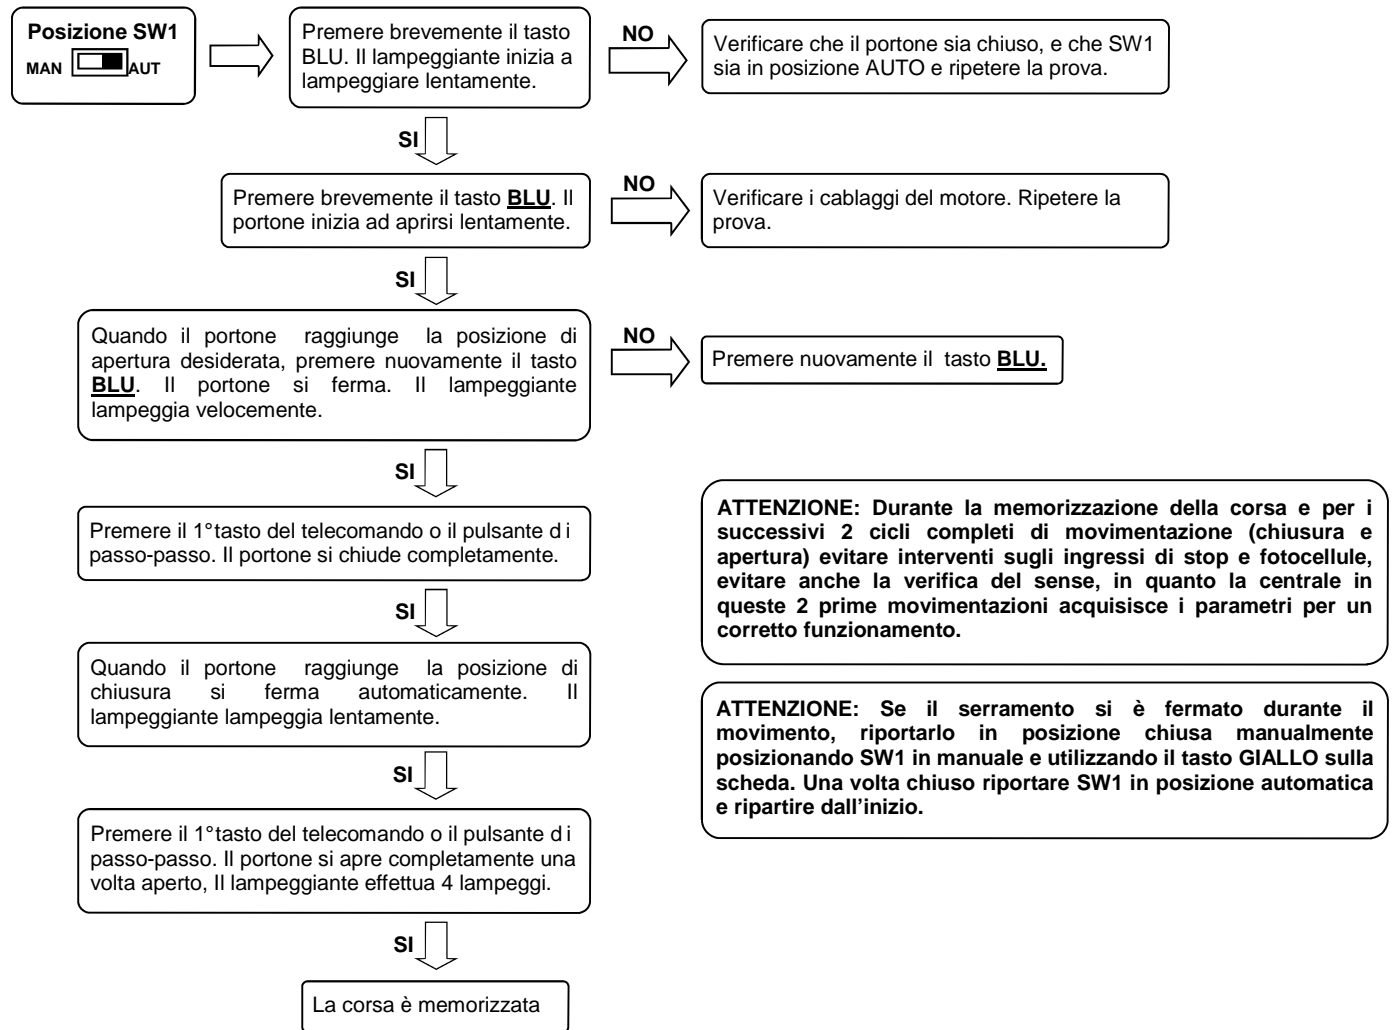 Posizione SW1
MAN AUT
Premere brevemente il tasto
BLU. Il lampeggiante inizia a
lampeggiare lentamente.
NO
Verificare che il portone sia chiuso, e che SW1
sia in posizione AUTO e ripetere la prova.
SI
Premere brevemente il tasto BLU. Il
portone inizia ad aprirsi lentamente.
NO
Verificare i cablaggi del motore. Ripetere la
prova.
SI
Quando il portone raggiunge la posizione di
apertura desiderata, premere nuovamente il tasto
BLU. Il portone si ferma. Il lampeggiante
lampeggia velocemente.
NO
Premere nuovamente il tasto BLU.
SI
Premere il 1° tasto del telecomando o il pulsante d i
passo-passo. Il portone si chiude completamente.
SI
Quando il portone raggiunge la posizione di
chiusura si ferma automaticamente. Il
lampeggiante lampeggia lentamente.
SI
Premere il 1° tasto del telecomando o il pulsante d i
passo-passo. Il portone si apre completamente una
volta aperto, Il lampeggiante effettua 4 lampeggi.
SI
La corsa è memorizzata
ATTENZIONE: Durante la memorizzazione della corsa e per i
successivi 2 cicli completi di movimentazione (chiusura e
apertura) evitare interventi sugli ingressi di stop e fotocellule,
evitare anche la verifica del sense, in quanto la centrale in
queste 2 prime movimentazioni acquisisce i parametri per un
corretto funzionamento.
ATTENZIONE: Se il serramento si è fermato durante il
movimento, riportarlo in posizione chiusa manualmente
posizionando SW1 in manuale e utilizzando il tasto GIALLO sulla
scheda. Una volta chiuso riportare SW1 in posizione automatica
e ripartire dall'inizio.